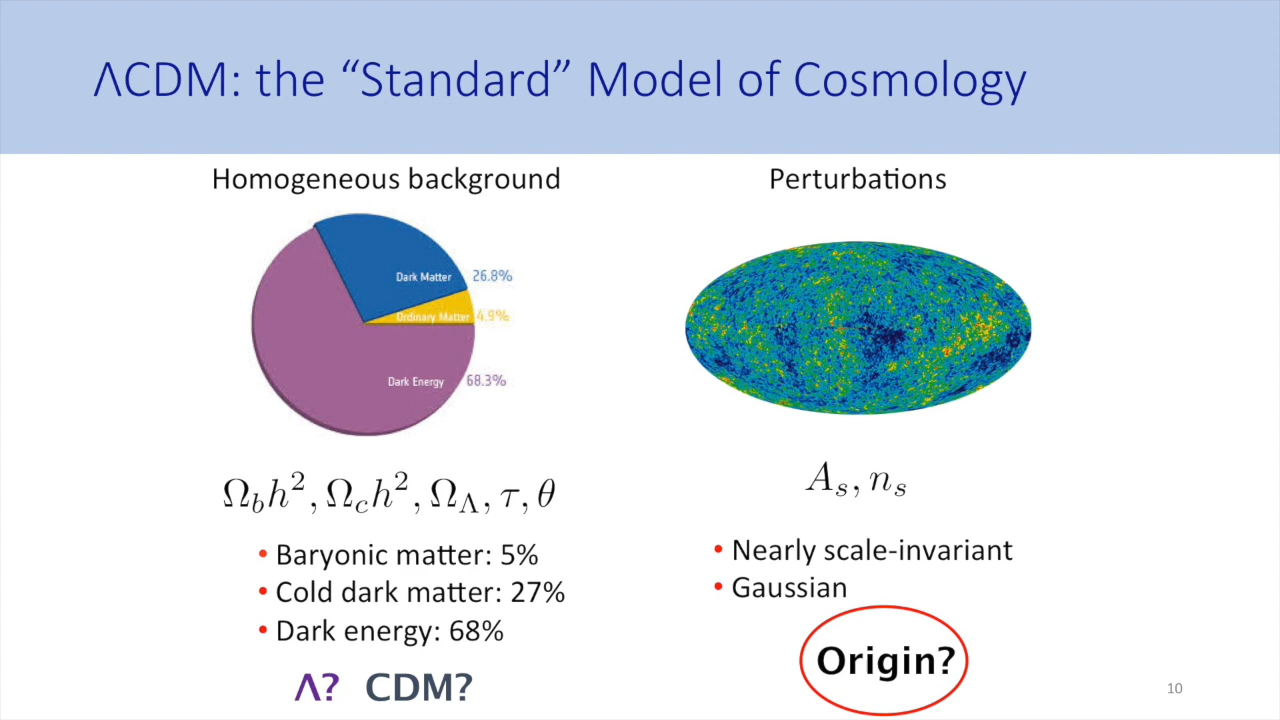 ΛCDM: the “Standard” Model of Cosmology
Homogeneous background
Dark Matter 26.8%
Ordinary Matter 4.9%
Dark Energy 68.3%
Ω_b h², Ω_c h², Ω_Λ, τ, θ
• Baryonic matter: 5%
• Cold dark matter: 27%
• Dark energy: 68%
Λ? CDM?
Perturbations
A_s, n_s
• Nearly scale-invariant
• Gaussian
Origin?
10